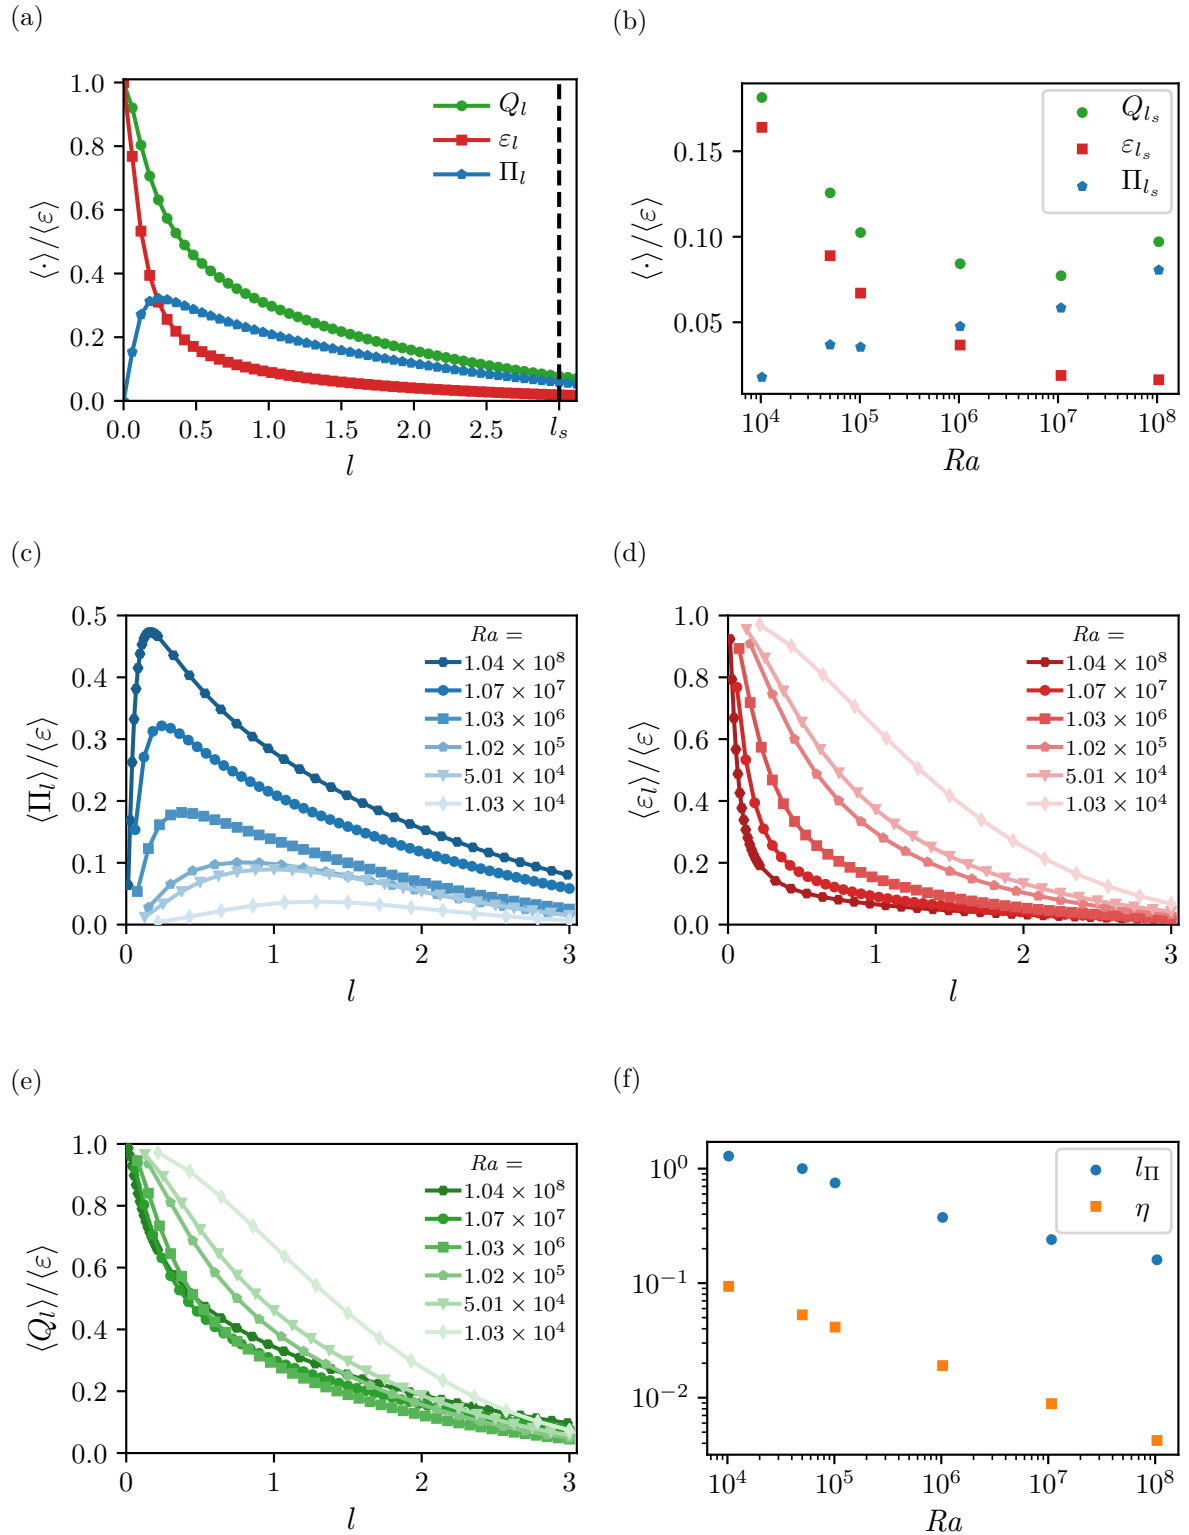 (a)
⟨·⟩/⟨ε⟩
1.0
0.8
0.6
0.4
0.2
0.0
0.0 0.5 1.0 1.5 2.0 2.5 l_s
l
Q_l
ε_l
Π_l
(b)
⟨·⟩/⟨ε⟩
0.15
0.10
0.05
10^4 10^5 10^6 10^7 10^8
Ra
Q_{l_s}
ε_{l_s}
Π_{l_s}
(c)
⟨Π_l⟩/⟨ε⟩
0.5
0.4
0.3
0.2
0.1
0.0
0 1 2 3
l
Ra =
1.04 × 10^8
1.07 × 10^7
1.03 × 10^6
1.02 × 10^5
5.01 × 10^4
1.03 × 10^4
(d)
⟨ε_l⟩/⟨ε⟩
1.0
0.8
0.6
0.4
0.2
0.0
0 1 2 3
l
Ra =
1.04 × 10^8
1.07 × 10^7
1.03 × 10^6
1.02 × 10^5
5.01 × 10^4
1.03 × 10^4
(e)
⟨Q_l⟩/⟨ε⟩
1.0
0.8
0.6
0.4
0.2
0.0
0 1 2 3
l
Ra =
1.04 × 10^8
1.07 × 10^7
1.03 × 10^6
1.02 × 10^5
5.01 × 10^4
1.03 × 10^4
(f)
10^0
10^{-1}
10^{-2}
10^4 10^5 10^6 10^7 10^8
Ra
l_Π
η